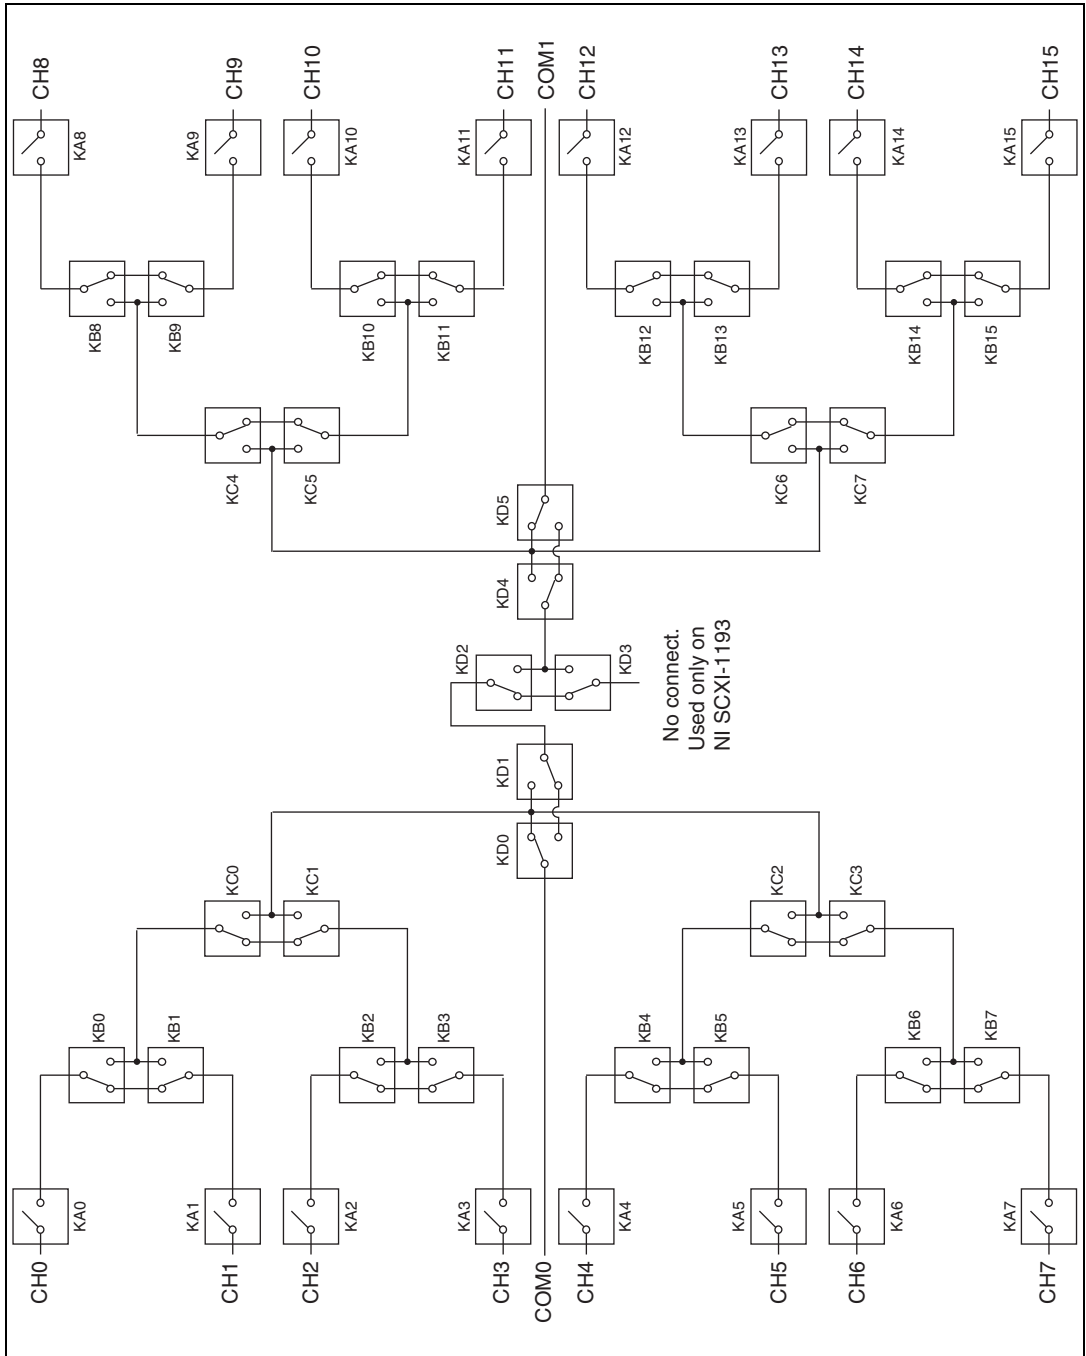 CH8
CH9
CH10
CH11
COM1
CH12
CH13
CH14
CH15
KA8
KA9
KA10
KA11
KA12
KA13
KA14
KA15
KB8
KB9
KB10
KB11
KB12
KB13
KB14
KB15
KC4
KC5
KC6
KC7
KD5
KD4
KD2
KD3
No connect.
Used only on
NI SCXI-1193
KD1
KD0
KC0
KC1
KC2
KC3
KB0
KB1
KB2
KB3
KB4
KB5
KB6
KB7
KA0
KA1
KA2
KA3
KA4
KA5
KA6
KA7
CH0
CH1
CH2
CH3
COM0
CH4
CH5
CH6
CH7